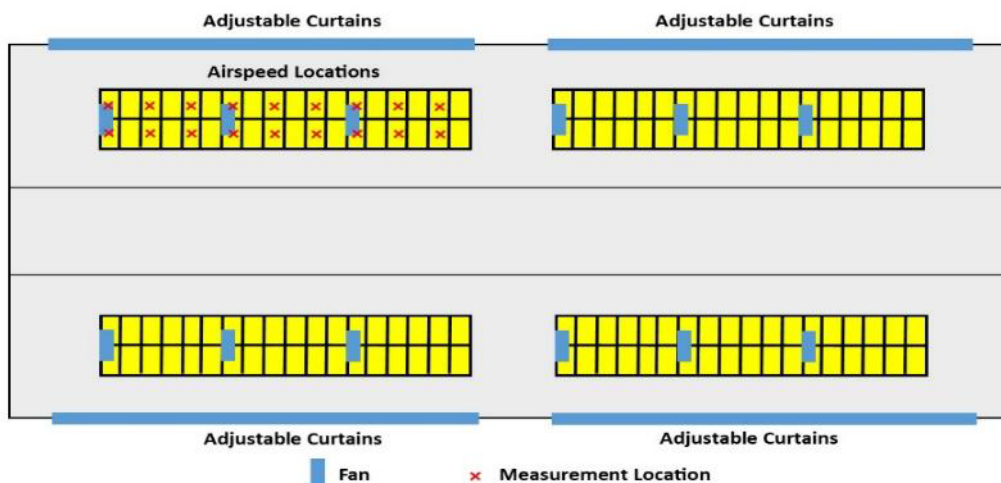 Adjustable Curtains
Adjustable Curtains
Airspeed Locations
Adjustable Curtains
Adjustable Curtains
Fan
Measurement Location